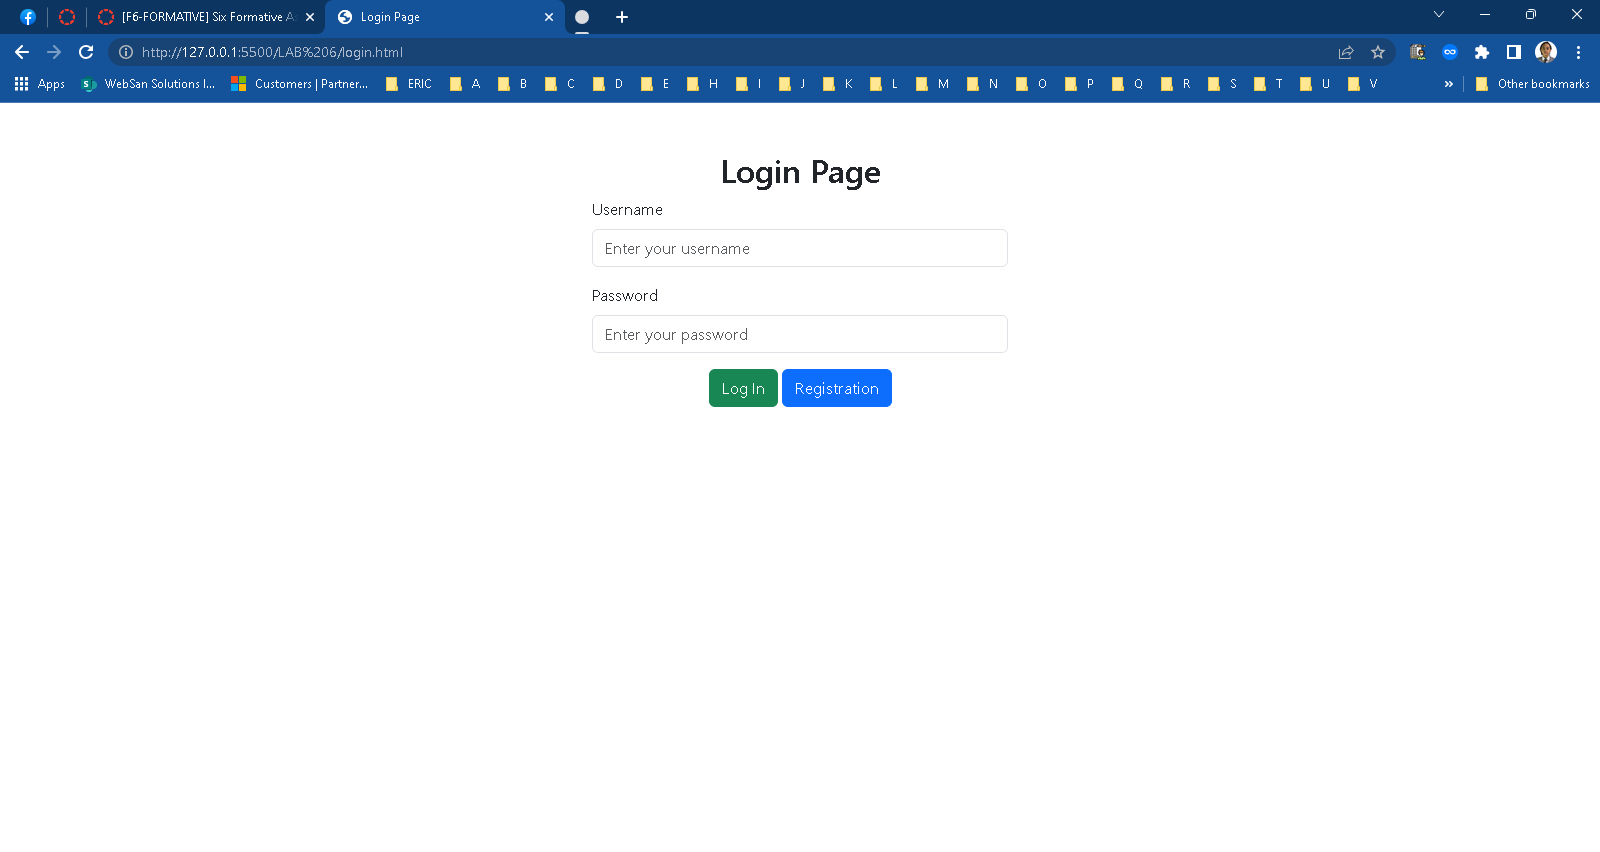 [F6-FORMATIVE] Six Formative As
Login Page
http://127.0.0.1:5500/LAB%206/login.html
Apps WebSan Solutions I... Customers | Partner... ERIC A B C D E H I J K L M N O P Q R S T U V » Other bookmarks
Login Page
Username
Enter your username
Password
Enter your password
Log In Registration